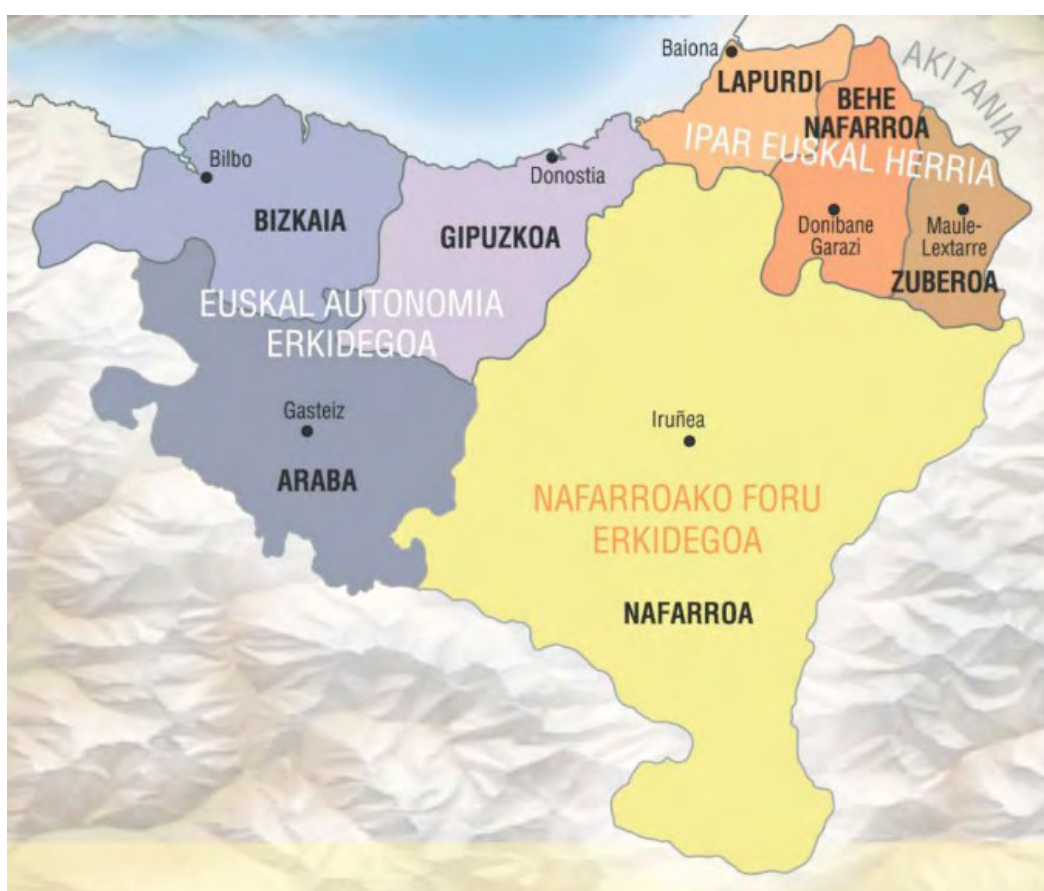 Baiona
LAPURDI
AKITANIA
BEHE
NAFARROA
IPAR EUSKAL HERRIA
Bilbo
Donostia
BIZKAIA
GIPUZKOA
Donibane
Garazi
Maule-
Lextarre
ZUBEROA
EUSKAL AUTONOMIA
ERKIDEGOA
Gasteiz
ARABA
Iruñea
NAFARROAKO FORU
ERKIDEGOA
NAFARROA